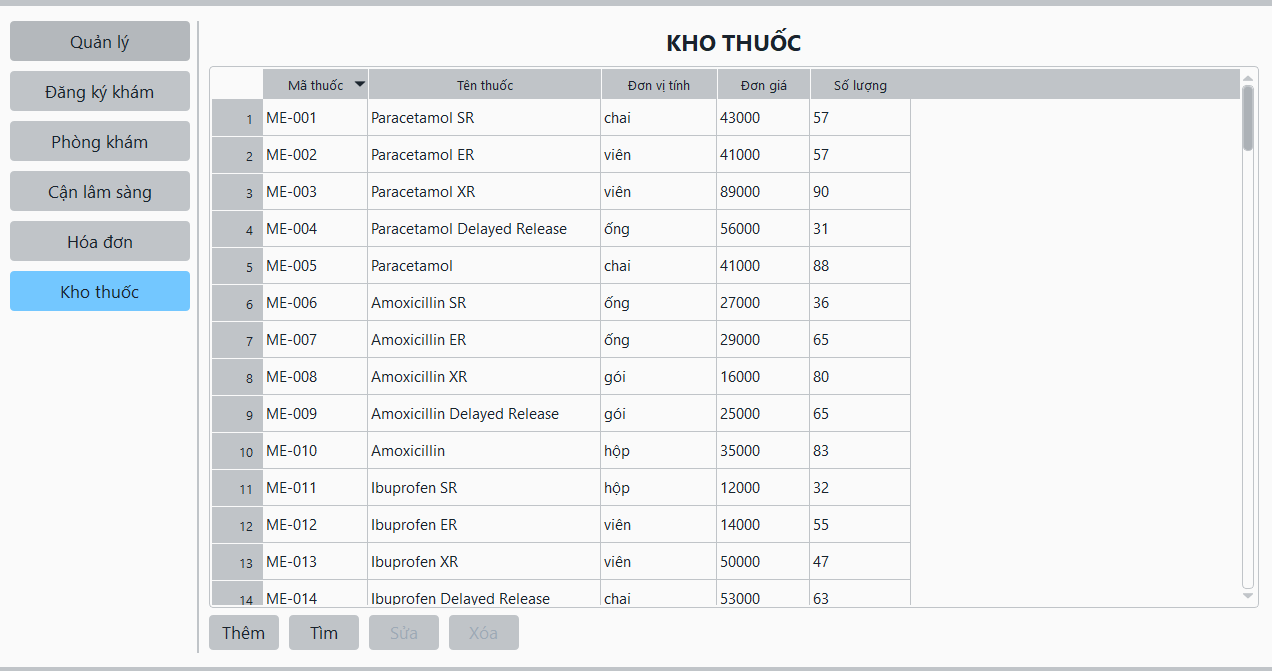 Quản lý
Đăng ký khám
Phòng khám
Cận lâm sàng
Hóa đơn
Kho thuốc
KHO THUỐC
Mã thuốc Tên thuốc Đơn vị tính Đơn giá Số lượng
1 ME-001 Paracetamol SR chai 43000 57
2 ME-002 Paracetamol ER viên 41000 57
3 ME-003 Paracetamol XR viên 89000 90
4 ME-004 Paracetamol Delayed Release ống 56000 31
5 ME-005 Paracetamol chai 41000 88
6 ME-006 Amoxicillin SR ống 27000 36
7 ME-007 Amoxicillin ER ống 29000 65
8 ME-008 Amoxicillin XR gói 16000 80
9 ME-009 Amoxicillin Delayed Release gói 25000 65
10 ME-010 Amoxicillin hộp 35000 83
11 ME-011 Ibuprofen SR hộp 12000 32
12 ME-012 Ibuprofen ER viên 14000 55
13 ME-013 Ibuprofen XR viên 50000 47
14 ME-014 Ibuprofen Delayed Release chai 53000 63
Thêm Tìm Sửa Xóa